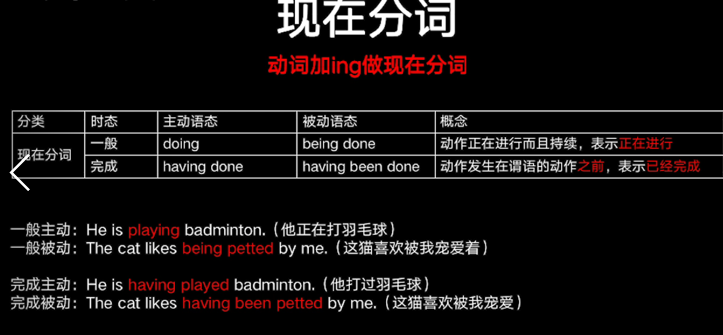 现在分词
动词加ing做现在分词
分类 时态 主动语态 被动语态 概念
现在分词 一般 doing being done 动作正在进行而且持续，表示正在进行
完成 having done having been done 动作发生在谓语的动作之前，表示已经完成
一般主动：He is playing badminton.（他正在打羽毛球）
一般被动：The cat likes being petted by me.（这猫喜欢被我宠爱着）
完成主动：He is having played badminton.（他打过羽毛球）
完成被动：The cat likes having been petted by me.（这猫喜欢被我宠爱）